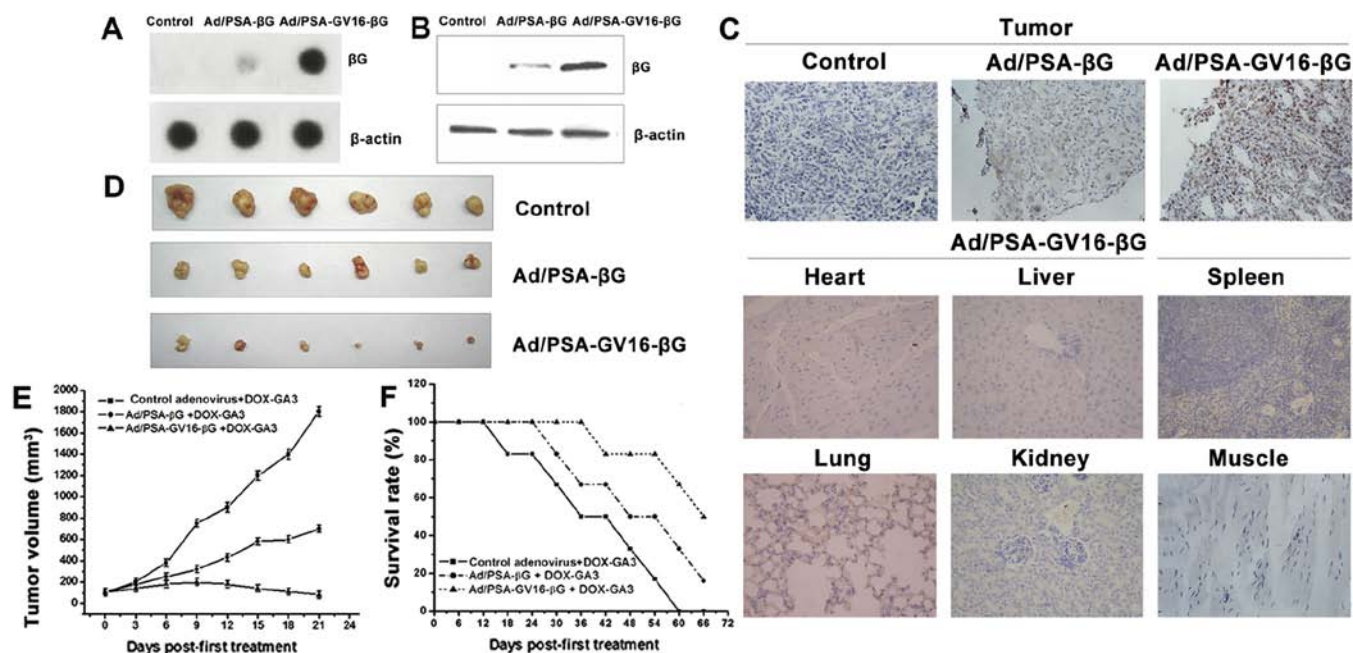 A
Control Ad/PSA-βG Ad/PSA-GV16-βG
βG
β-actin
B
Control Ad/PSA-βG Ad/PSA-GV16-βG
βG
β-actin
C
Tumor
Control Ad/PSA-βG Ad/PSA-GV16-βG
Ad/PSA-GV16-βG
Heart Liver Spleen
Lung Kidney Muscle
D
Control
Ad/PSA-βG
Ad/PSA-GV16-βG
E
Tumor volume (mm³)
2000
1800
1600
1400
1200
1000
800
600
400
200
0
Control adenovirus+DOX-GA3
Ad/PSA-βG +DOX-GA3
Ad/PSA-GV16-βG +DOX-GA3
0 3 6 9 12 15 18 21 24
Days post-first treatment
F
Survival rate (%)
120
100
80
60
40
20
0
Control adenovirus+DOX-GA3
Ad/PSA-βG + DOX-GA3
Ad/PSA-GV16-βG + DOX-GA3
0 6 12 18 24 30 36 42 48 54 60 66 72
Days post-first treatment